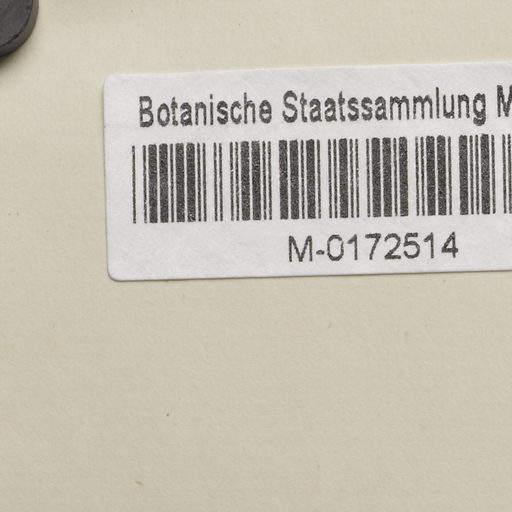 Botanische Staatssammlung M
M-0172514